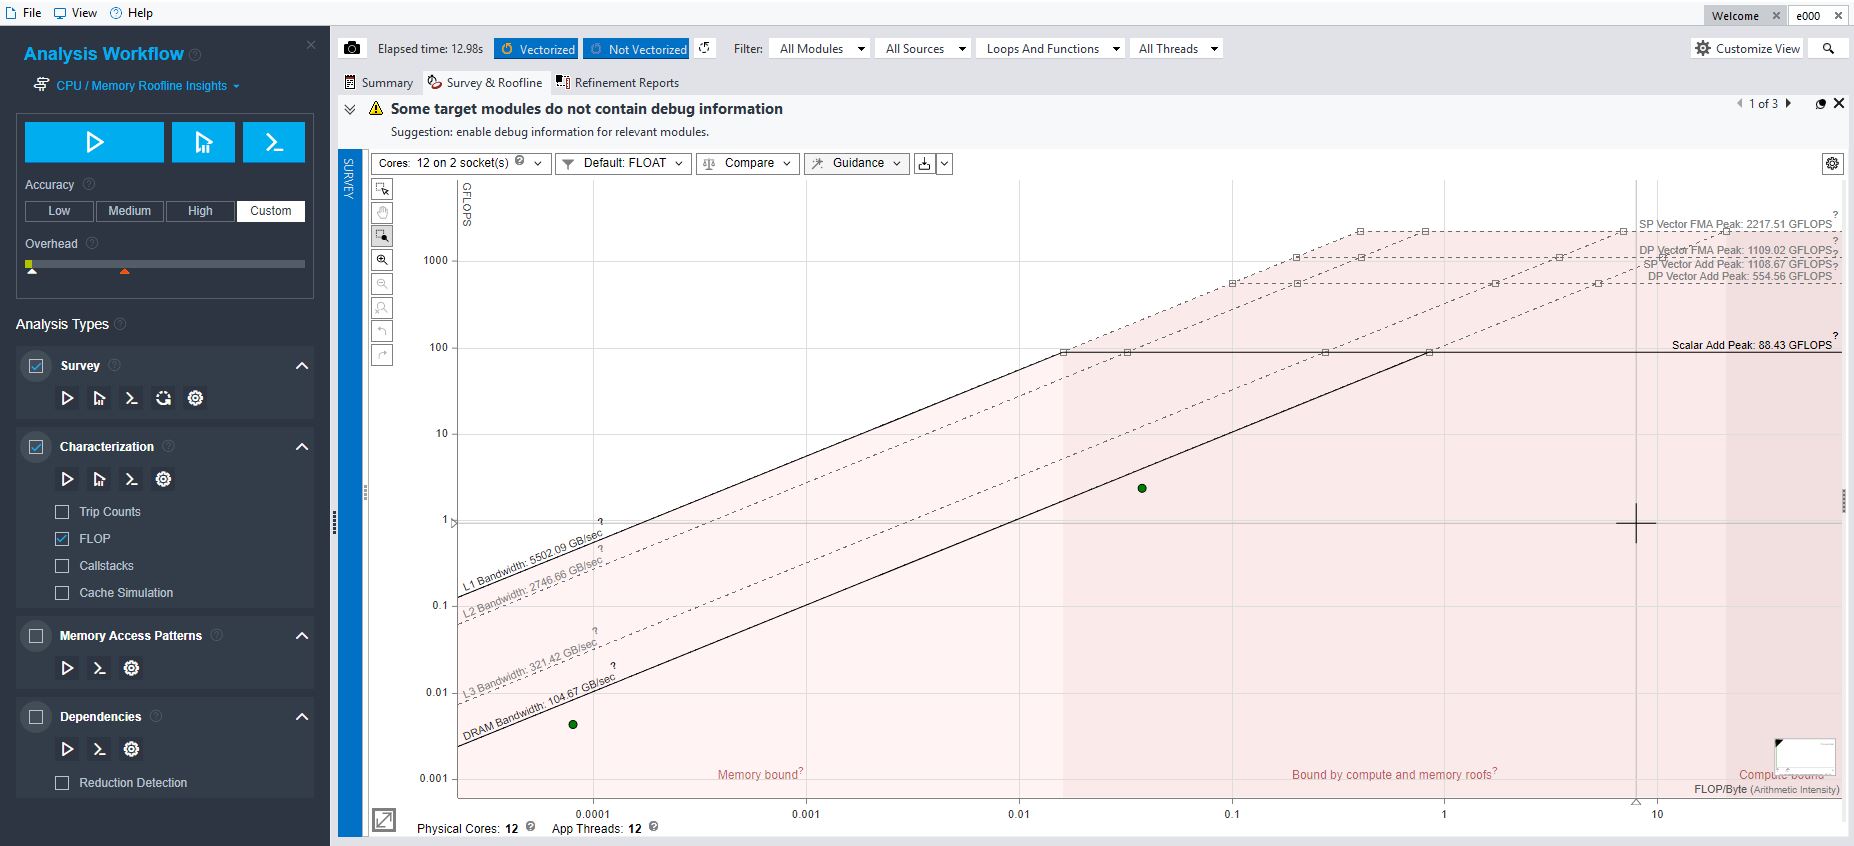 File View Help
Welcome × e000 ×
Analysis Workflow ?
CPU / Memory Roofline Insights
Accuracy ?
Low Medium High Custom
Overhead ?
Analysis Types ?
Survey ?
Characterization ?
Trip Counts
FLOP
Callstacks
Cache Simulation
Memory Access Patterns ?
Dependencies ?
Reduction Detection
Elapsed time: 12.98s Vectorized Not Vectorized Filter: All Modules All Sources Loops And Functions All Threads Customize View
Summary Survey & Roofline Refinement Reports
Some target modules do not contain debug information
1 of 3
Suggestion: enable debug information for relevant modules.
SURVEY
Cores: 12 on 2 socket(s) ? Default: FLOAT Compare Guidance
GFLOPS
SP Vector FMA Peak: 2217.51 GFLOPS ?
DP Vector FMA Peak: 1109.02 GFLOPS ?
SP Vector Add Peak: 1108.67 GFLOPS ?
DP Vector Add Peak: 554.56 GFLOPS ?
Scalar Add Peak: 88.43 GFLOPS ?
1000
100
10
1
0.1
0.01
0.001
L1 Bandwidth: 5502.09 GB/sec ?
L2 Bandwidth: 2746.66 GB/sec ?
L3 Bandwidth: 321.42 GB/sec ?
DRAM Bandwidth: 104.67 GB/sec ?
Memory bound? Bound by compute and memory roofs? Compute bound?
FLOP/Byte (Arithmetic Intensity)
0.0001 0.001 0.01 0.1 1 10
Physical Cores: 12 ? App Threads: 12 ?